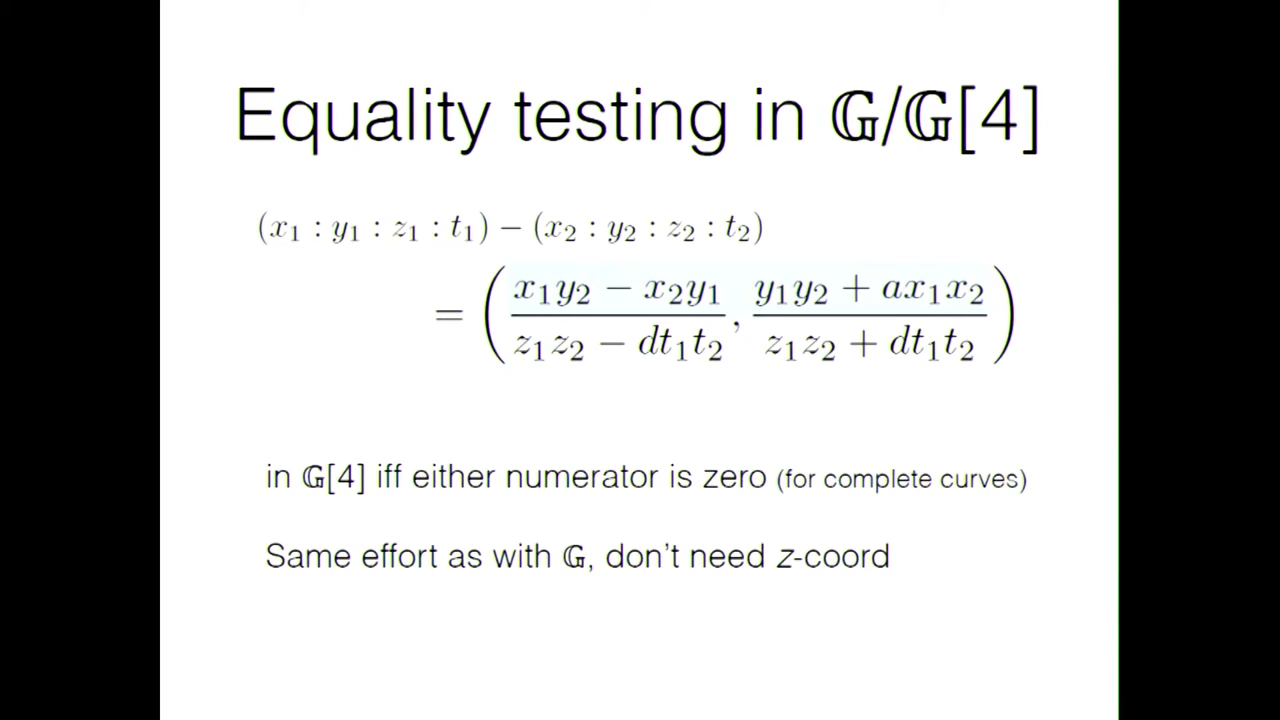 Equality testing in 𝔾/𝔾[4]
(x₁ : y₁ : z₁ : t₁) − (x₂ : y₂ : z₂ : t₂)
= ( (x₁y₂ − x₂y₁)/(z₁z₂ − dt₁t₂), (y₁y₂ + ax₁x₂)/(z₁z₂ + dt₁t₂) )
in 𝔾[4] iff either numerator is zero (for complete curves)
Same effort as with 𝔾, don’t need z-coord